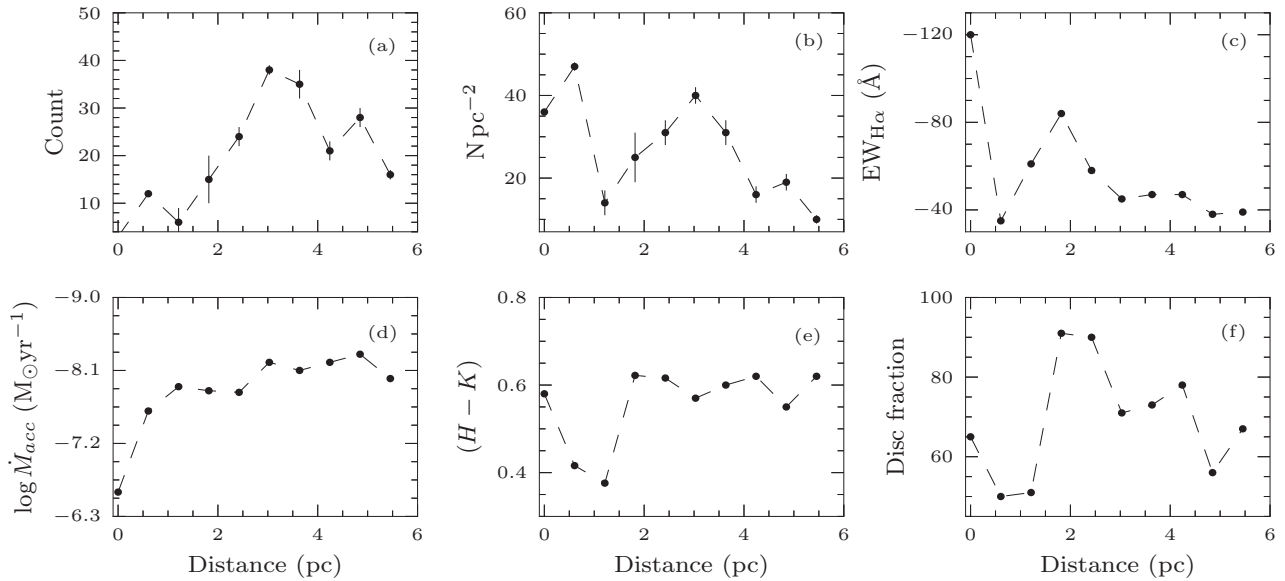 50
40
30
20
10
0 2 4 6
Count
(a)
60
40
20
0 2 4 6
N pc⁻²
(b)
−120
−80
−40
0 2 4 6
EW_Hα (Å)
(c)
−9.0
−8.1
−7.2
−6.3
0 2 4 6
log Ṁ_acc (M_⊙yr⁻¹)
Distance (pc)
(d)
0.8
0.6
0.4
0 2 4 6
(H − K)
Distance (pc)
(e)
100
80
60
0 2 4 6
Disc fraction
Distance (pc)
(f)